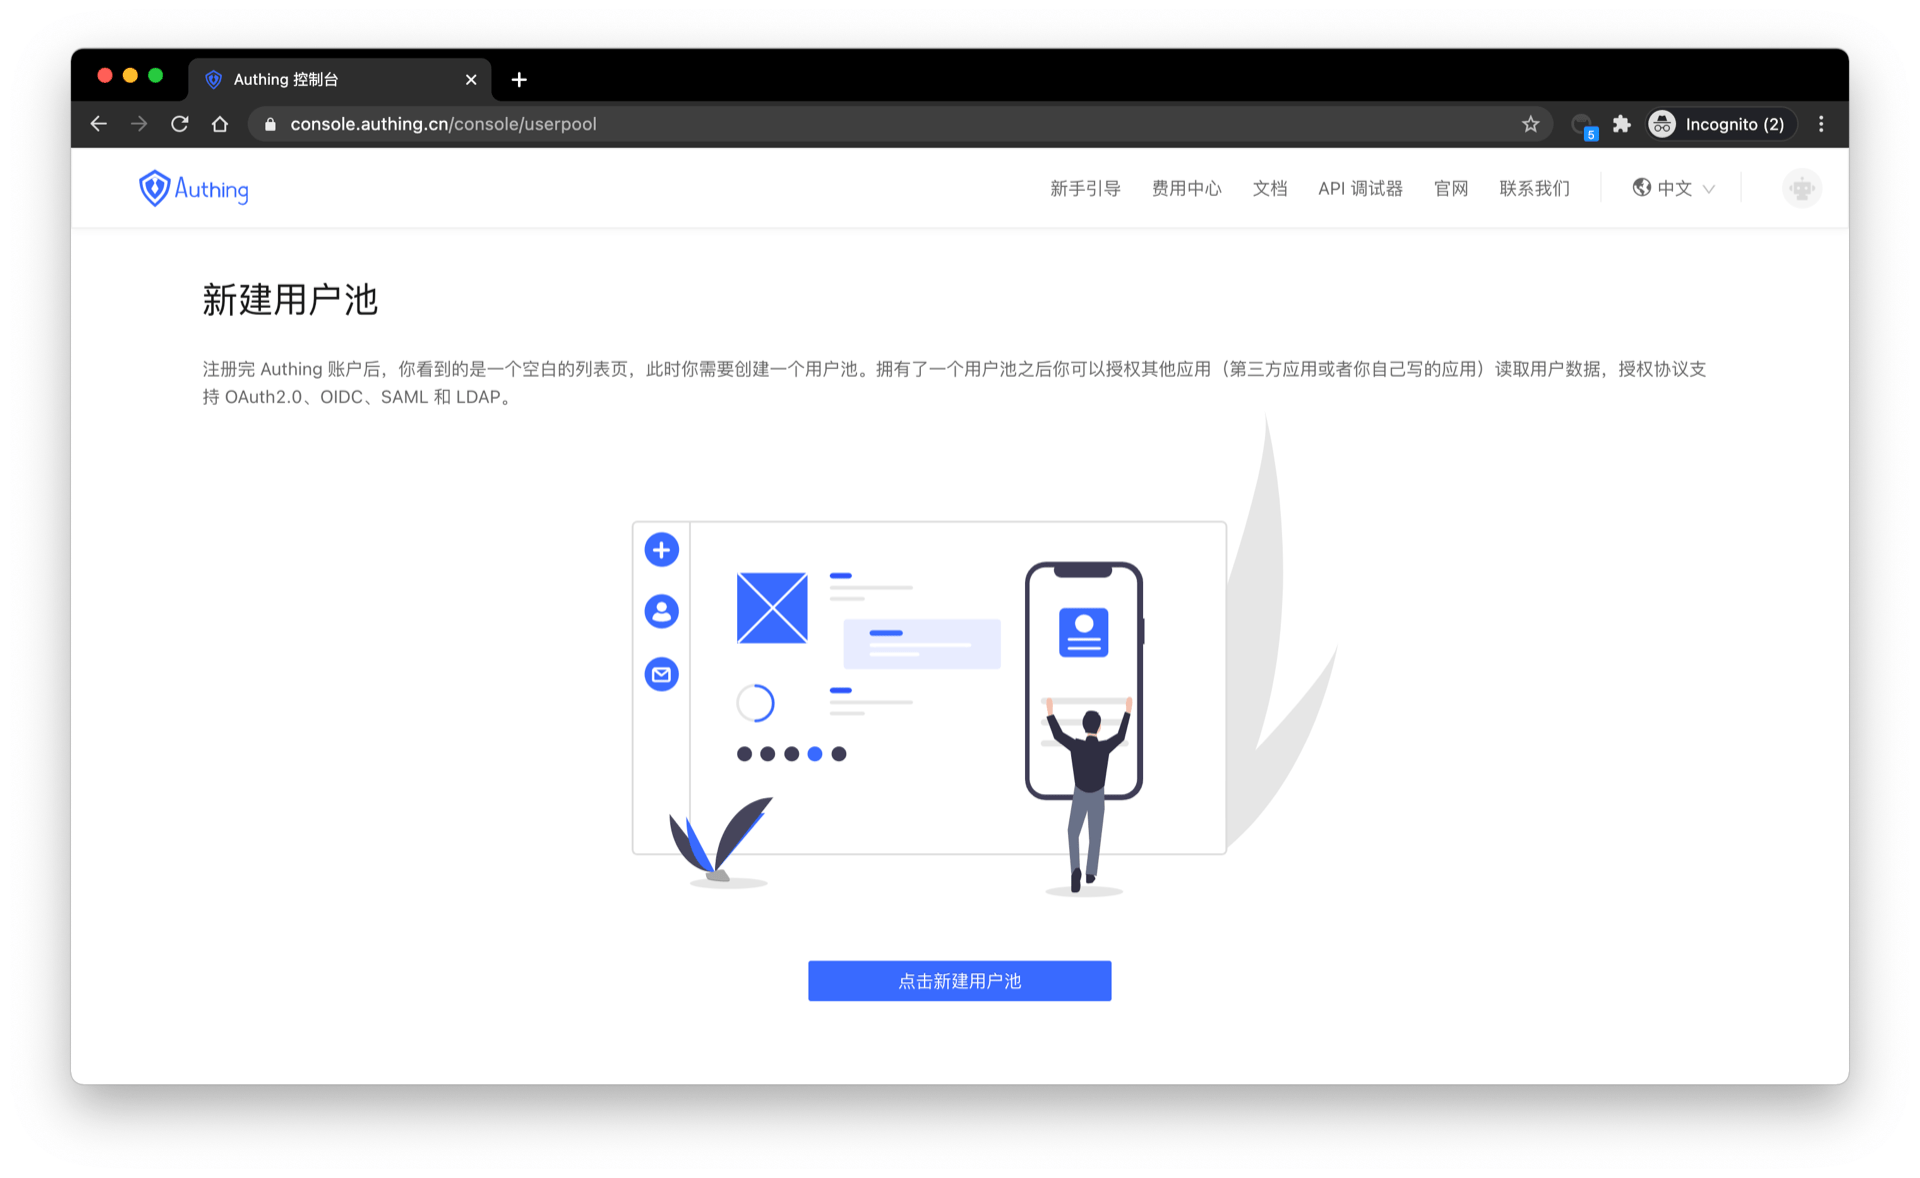 Authing 控制台
console.authing.cn/console/userpool
5
Incognito (2)
Authing
新手引导
费用中心
文档
API 调试器
官网
联系我们
中文
新建用户池
注册完 Authing 账户后，你看到的是一个空白的列表页，此时你需要创建一个用户池。拥有了一个用户池之后你可以授权其他应用（第三方应用或者你自己写的应用）读取用户数据，授权协议支
持 OAuth2.0、OIDC、SAML 和 LDAP。
点击新建用户池